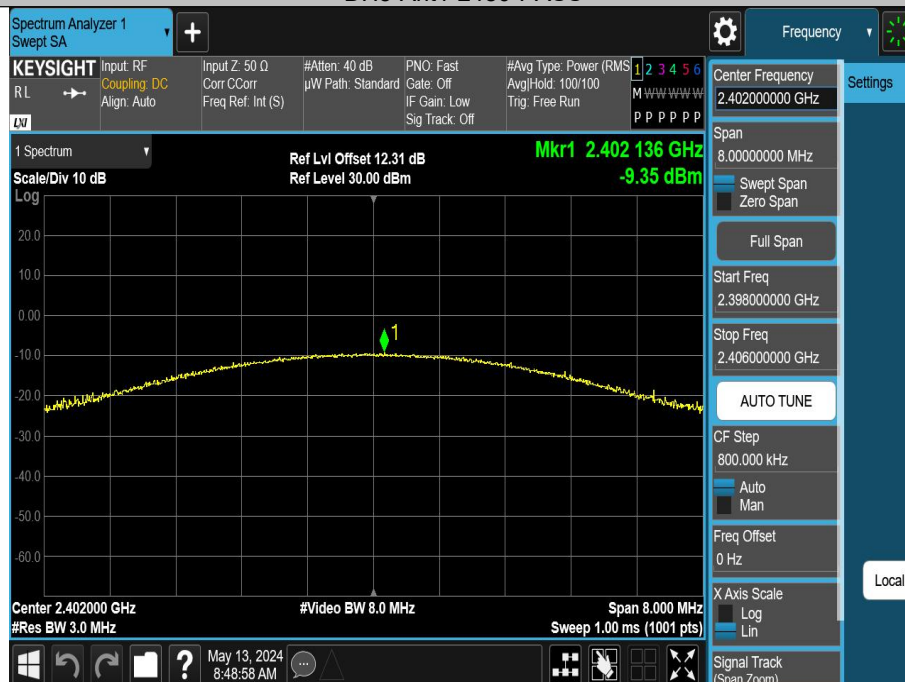 Spectrum Analyzer 1
Swept SA
Frequency
KEYSIGHT
RL
LXI
Input: RF
Coupling: DC
Align: Auto
Input Z: 50 Ω
Corr CCorr
Freq Ref: Int (S)
#Atten: 40 dB
µW Path: Standard
PNO: Fast
Gate: Off
IF Gain: Low
Sig Track: Off
#Avg Type: Power (RMS
Avg|Hold: 100/100
Trig: Free Run
1 2 3 4 5 6
M W W W W W
P P P P P P
1 Spectrum
Scale/Div 10 dB
Log
Ref Lvl Offset 12.31 dB
Ref Level 30.00 dBm
Mkr1 2.402 136 GHz
-9.35 dBm
20.0
10.0
0.00
-10.0
-20.0
-30.0
-40.0
-50.0
-60.0
1
Center 2.402000 GHz
#Res BW 3.0 MHz
#Video BW 8.0 MHz
Span 8.000 MHz
Sweep 1.00 ms (1001 pts)
Center Frequency
2.402000000 GHz
Settings
Span
8.00000000 MHz
Swept Span
Zero Span
Full Span
Start Freq
2.398000000 GHz
Stop Freq
2.406000000 GHz
AUTO TUNE
CF Step
800.000 kHz
Auto
Man
Freq Offset
0 Hz
X Axis Scale
Log
Lin
Local
Signal Track
(Span Zoom)
?
May 13, 2024
8:48:58 AM